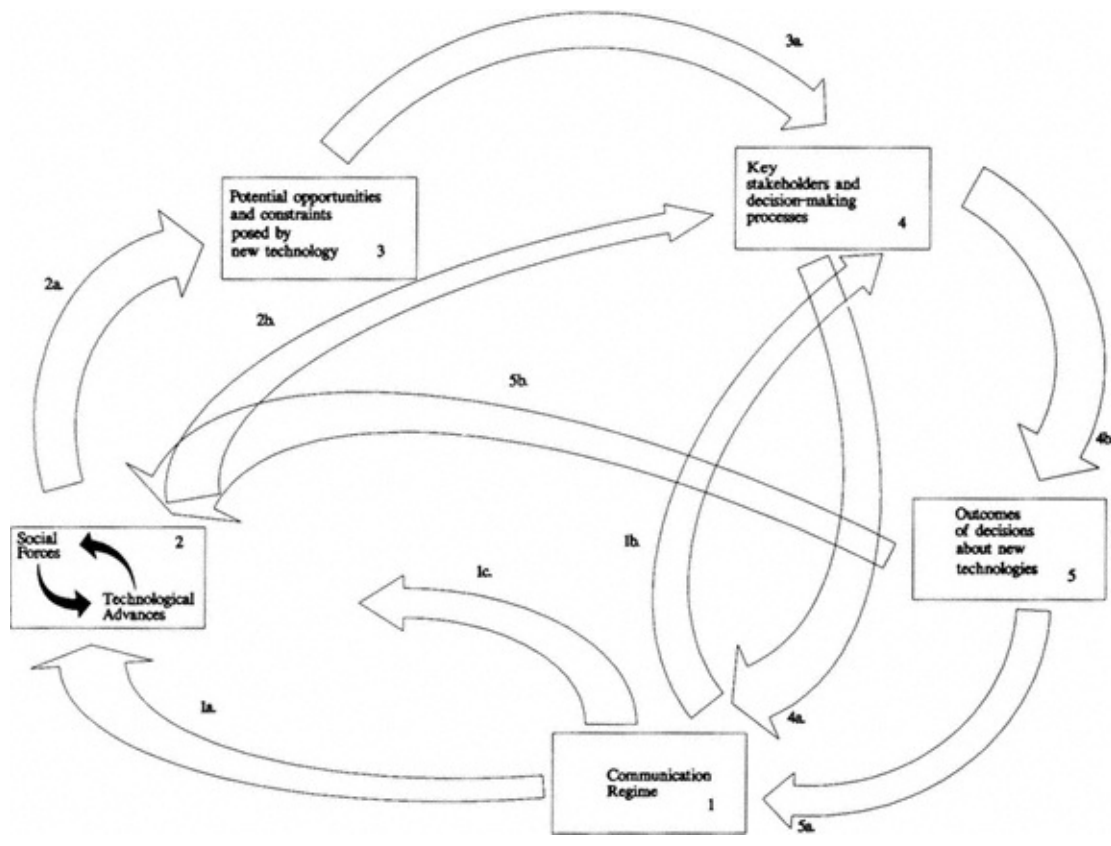 3a.
Key
stakeholders and
decision-making
processes
4
Potential opportunities
and constraints
posed by
new technology 3
2a.
2b.
5b.
4b.
Outcomes
of decisions
about new
technologies 5
Social
Forces
2
Technological
Advances
1b.
1c.
1a.
4a.
Communication
Regime
1
5a.